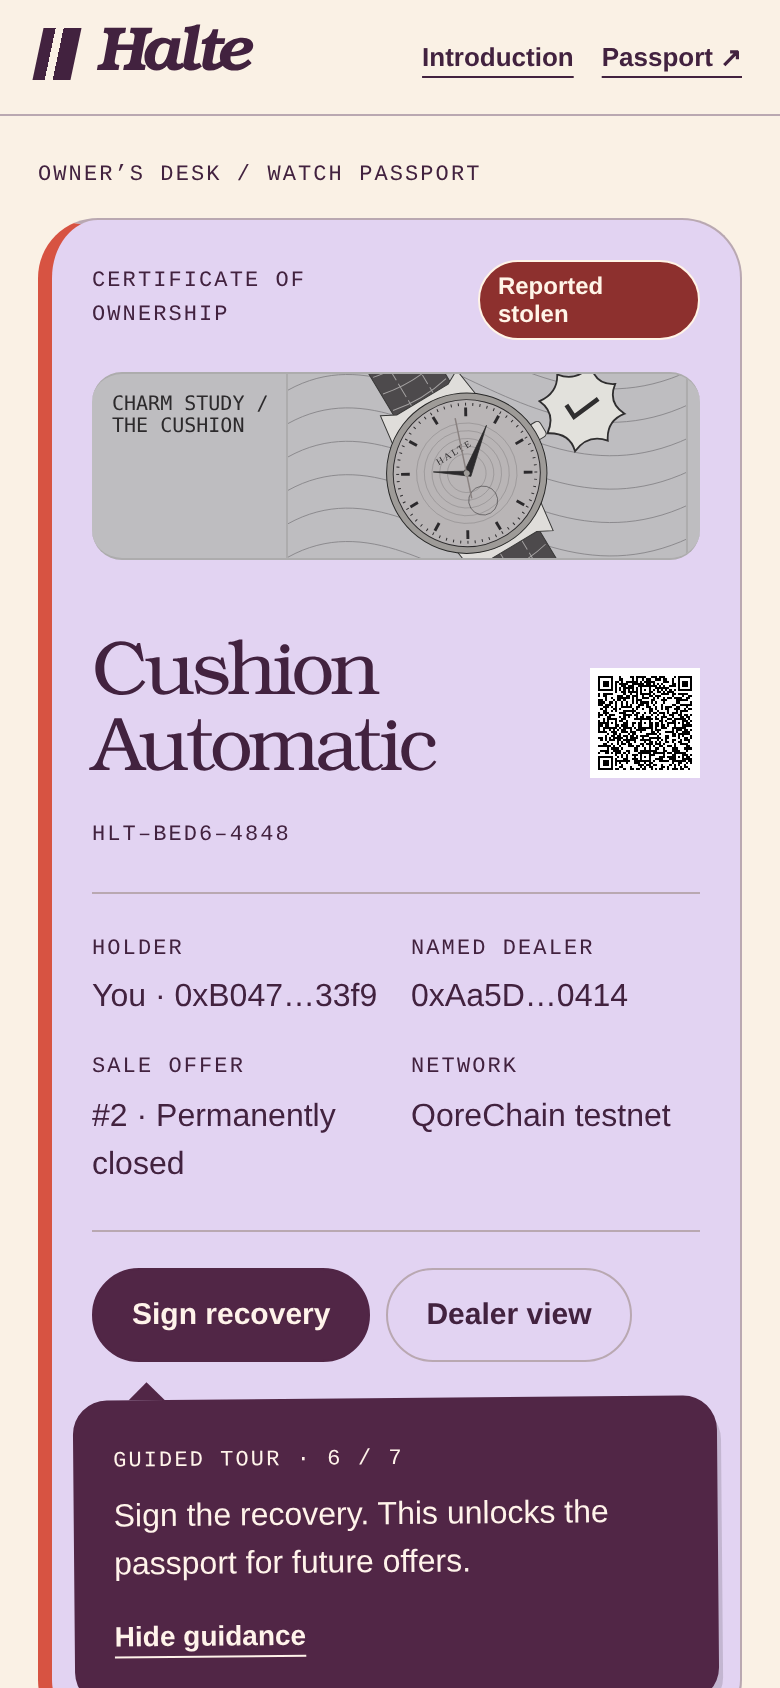 Halte
Introduction Passport ↗
OWNER’S DESK / WATCH PASSPORT
CERTIFICATE OF
OWNERSHIP
Reported
stolen
CHARM STUDY /
THE CUSHION
HALTE
Cushion
Automatic
HLT–BED6–4848
HOLDER
You · 0xB047…33f9
NAMED DEALER
0xAa5D…0414
SALE OFFER
#2 · Permanently
closed
NETWORK
QoreChain testnet
Sign recovery
Dealer view
GUIDED TOUR · 6 / 7
Sign the recovery. This unlocks the
passport for future offers.
Hide guidance